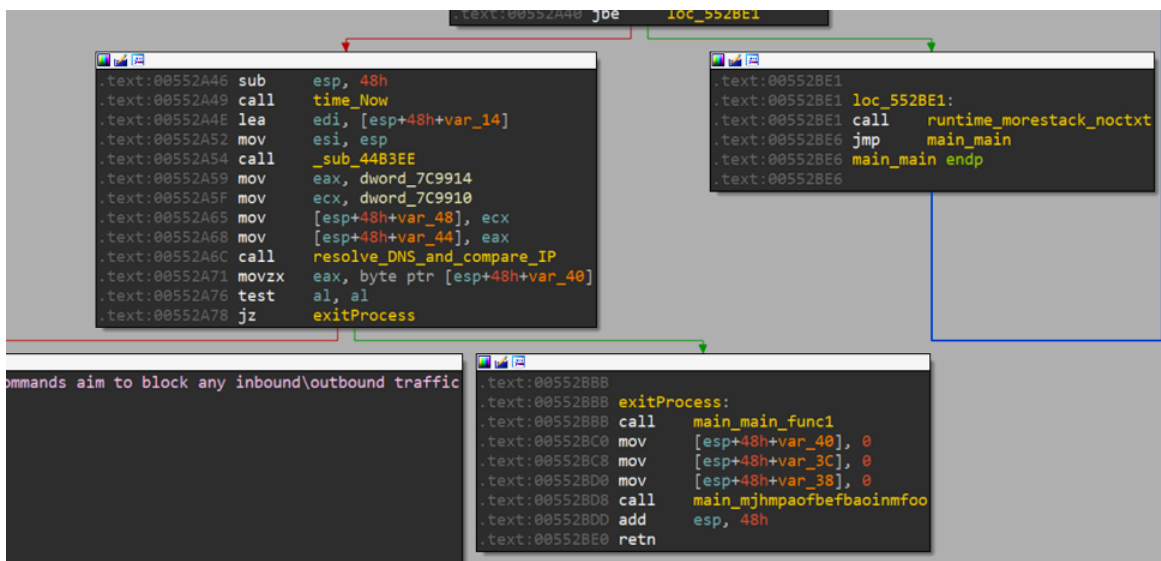 .text:00552A40 jbe loc_552BE1
.text:00552A46 sub esp, 48h
.text:00552A49 call time_Now
.text:00552A4E lea edi, [esp+48h+var_14]
.text:00552A52 mov esi, esp
.text:00552A54 call _sub_44B3EE
.text:00552A59 mov eax, dword_7C9914
.text:00552A5F mov ecx, dword_7C9910
.text:00552A65 mov [esp+48h+var_48], ecx
.text:00552A68 mov [esp+48h+var_44], eax
.text:00552A6C call resolve_DNS_and_compare_IP
.text:00552A71 movzx eax, byte ptr [esp+48h+var_40]
.text:00552A76 test al, al
.text:00552A78 jz exitProcess
.text:00552BE1
.text:00552BE1 loc_552BE1:
.text:00552BE1 call runtime_morestack_noctxt
.text:00552BE6 jmp main_main
.text:00552BE6 main_main endp
.text:00552BE6
ommands aim to block any inbound\outbound traffic
.text:00552BBB
.text:00552BBB exitProcess:
.text:00552BBB call main_main_func1
.text:00552BC0 mov [esp+48h+var_40], 0
.text:00552BC8 mov [esp+48h+var_3C], 0
.text:00552BD0 mov [esp+48h+var_38], 0
.text:00552BD8 call main_mjhmpaofbefbaoinmfoo
.text:00552BDD add esp, 48h
.text:00552BE0 retn